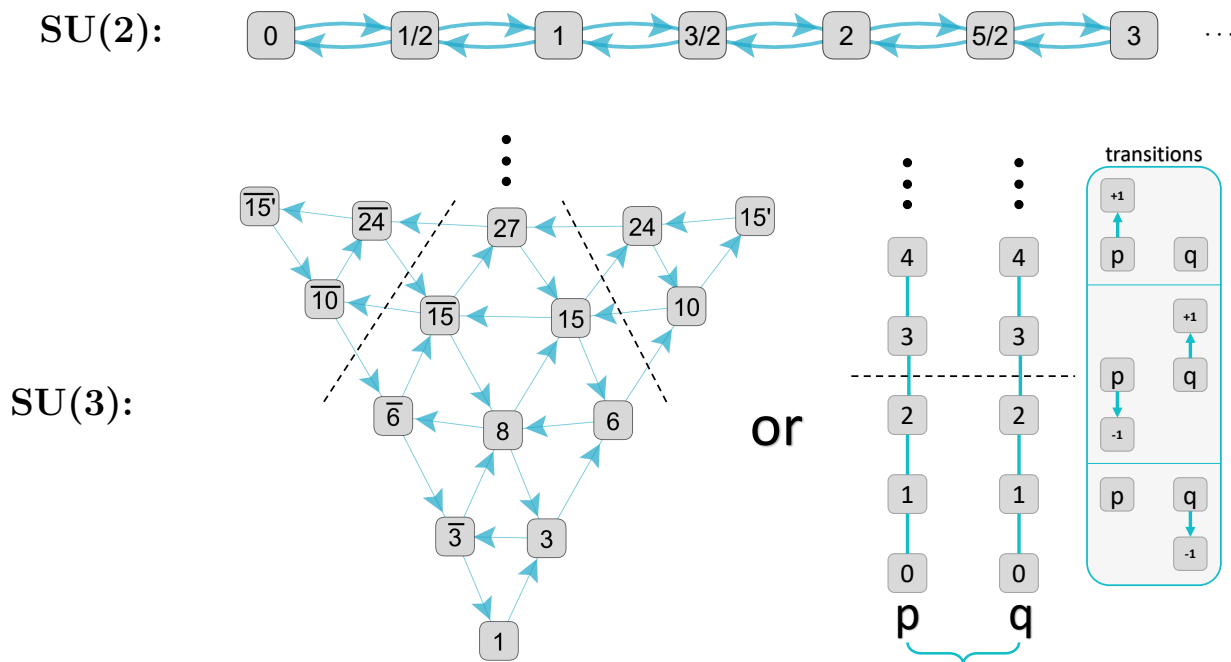 SU(2):
0 1/2 1 3/2 2 5/2 3 ...
transitions
15' 24 27 24 15'
10 15 15 10
6 8 6
3 3
1
SU(3):
or
4 4
3 3
2 2
1 1
0 0
p q
+1
p q
+1
p q
-1
p q
-1